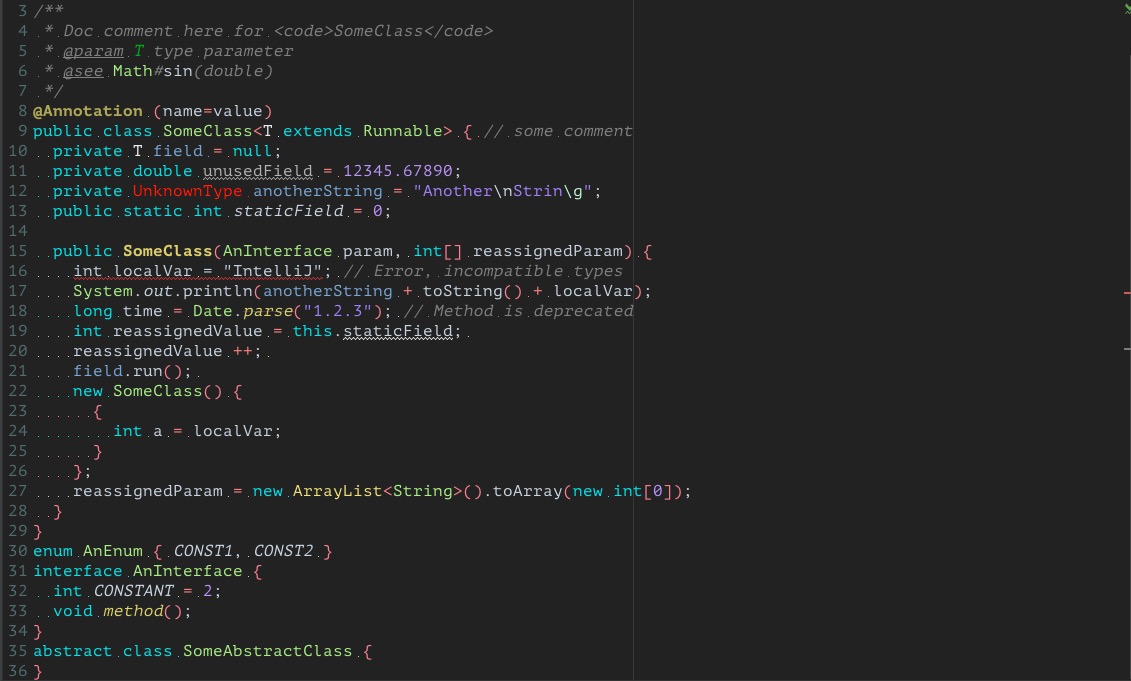 3 /**
4  * Doc comment here for <code>SomeClass</code>
5  * @param T type parameter
6  * @see Math#sin(double)
7  */
8 @Annotation (name=value)
9 public class SomeClass<T extends Runnable> { // some comment
10   private T field = null;
11   private double unusedField = 12345.67890;
12   private UnknownType anotherString = "Another\nStrin\g";
13   public static int staticField = 0;
14
15   public SomeClass(AnInterface param, int[] reassignedParam) {
16     int localVar = "IntelliJ"; // Error, incompatible types
17     System.out.println(anotherString + toString() + localVar);
18     long time = Date.parse("1.2.3"); // Method is deprecated
19     int reassignedValue = this.staticField;
20     reassignedValue ++;
21     field.run();
22     new SomeClass() {
23       {
24         int a = localVar;
25       }
26     };
27     reassignedParam = new ArrayList<String>().toArray(new int[0]);
28   }
29 }
30 enum AnEnum { CONST1, CONST2 }
31 interface AnInterface {
32   int CONSTANT = 2;
33   void method();
34 }
35 abstract class SomeAbstractClass {
36 }